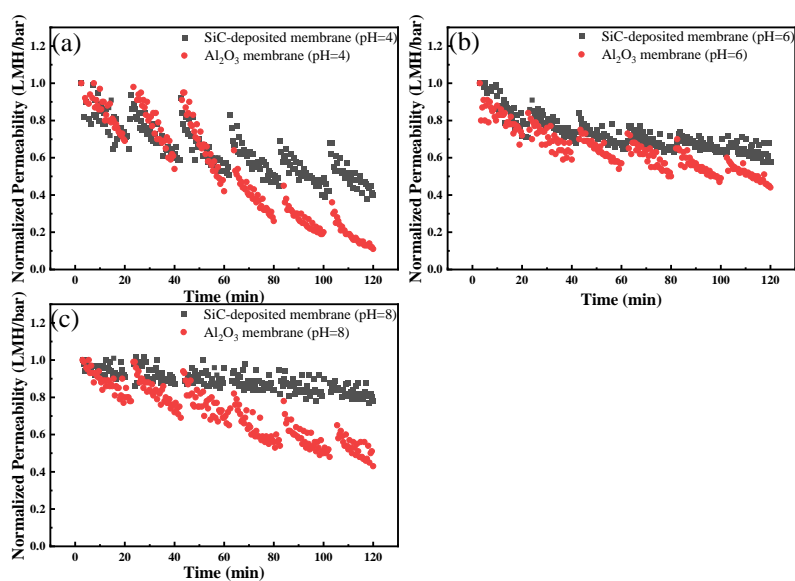 (a)
SiC-deposited membrane (pH=4)
Al₂O₃ membrane (pH=4)
Normalized Permeability (LMH/bar)
1.2
1.0
0.8
0.6
0.4
0.2
0.0
0 20 40 60 80 100 120
Time (min)
(b)
SiC-deposited membrane (pH=6)
Al₂O₃ membrane (pH=6)
Normalized Permeability (LMH/bar)
1.2
1.0
0.8
0.6
0.4
0.2
0.0
0 20 40 60 80 100 120
Time (min)
(c)
SiC-deposited membrane (pH=8)
Al₂O₃ membrane (pH=8)
Normalized Permeability (LMH/bar)
1.2
1.0
0.8
0.6
0.4
0.2
0.0
0 20 40 60 80 100 120
Time (min)